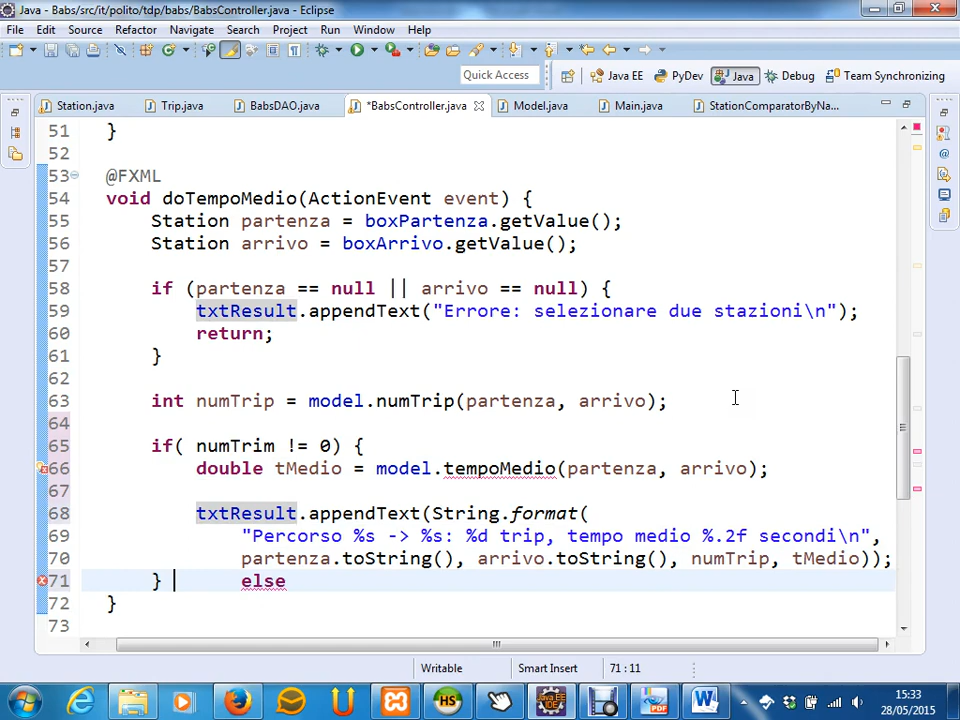 Java - Babs/src/it/polito/tdp/babs/BabsController.java - Eclipse
File Edit Source Refactor Navigate Search Project Run Window Help
Quick Access Java EE PyDev Java Debug Team Synchronizing
Station.java Trip.java BabsDAO.java *BabsController.java Model.java Main.java StationComparatorByNa...
51 }
52
53 @FXML
54 void doTempoMedio(ActionEvent event) {
55 Station partenza = boxPartenza.getValue();
56 Station arrivo = boxArrivo.getValue();
57
58 if (partenza == null || arrivo == null) {
59 txtResult.appendText("Errore: selezionare due stazioni\n");
60 return;
61 }
62
63 int numTrip = model.numTrip(partenza, arrivo);
64
65 if( numTrim != 0) {
66 double tMedio = model.tempoMedio(partenza, arrivo);
67
68 txtResult.appendText(String.format(
69 "Percorso %s -> %s: %d trip, tempo medio %.2f secondi\n",
70 partenza.toString(), arrivo.toString(), numTrip, tMedio));
71 } else
72 }
73
Writable Smart Insert 71 : 11
15:33
28/05/2015